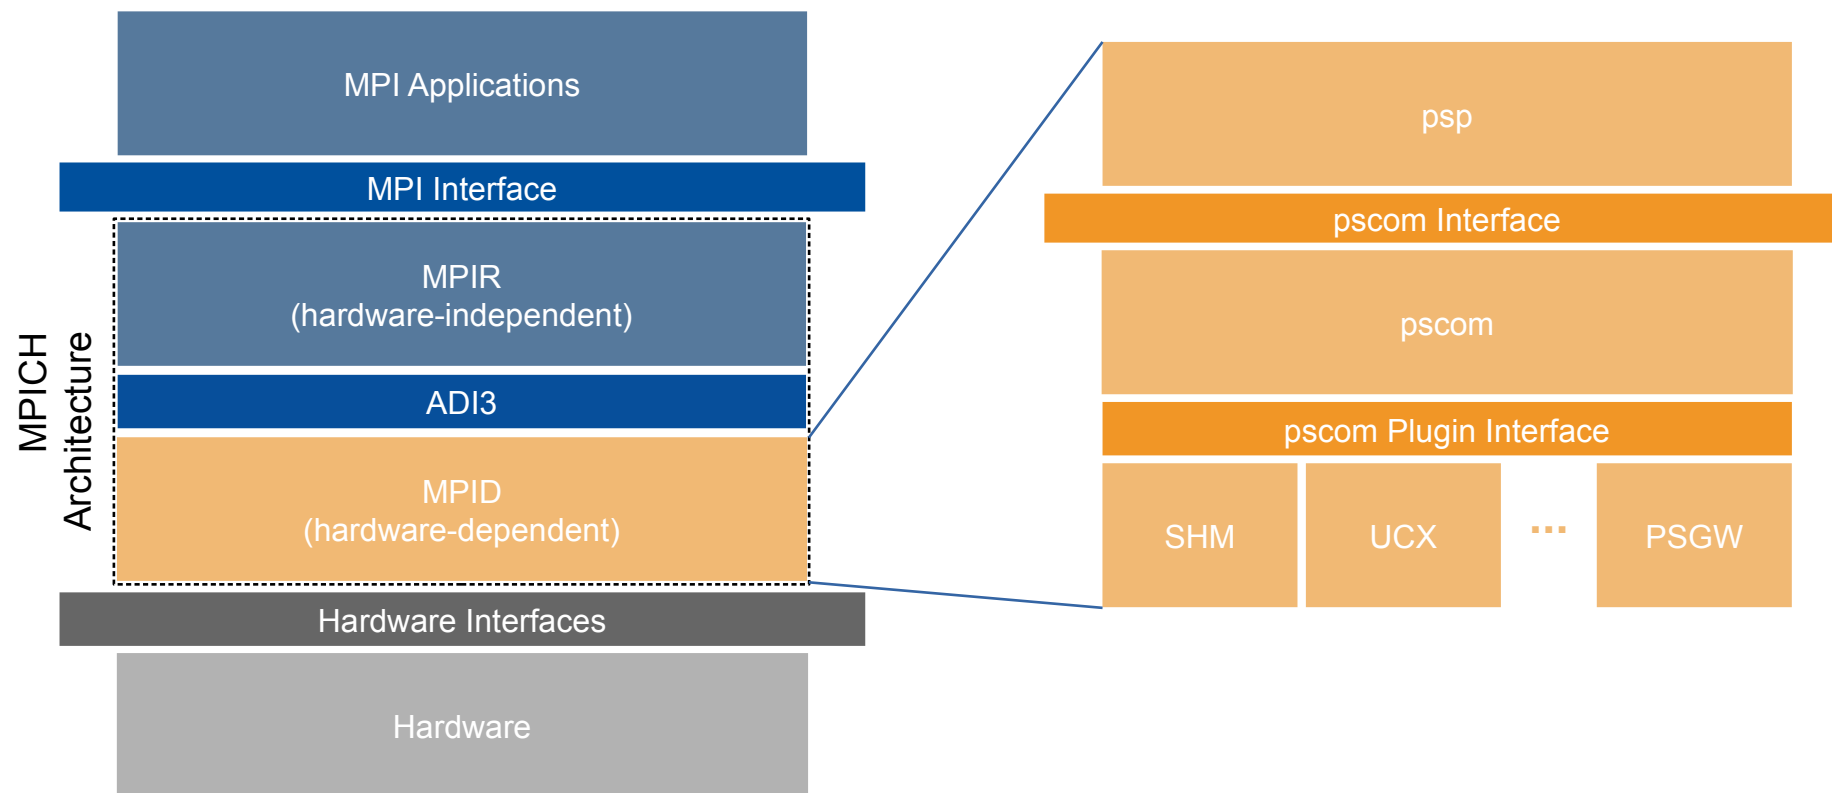 MPI Applications
MPI Interface
MPIR
(hardware-independent)
ADI3
MPID
(hardware-dependent)
Hardware Interfaces
Hardware
MPICH
Architecture
psp
pscom Interface
pscom
pscom Plugin Interface
SHM
UCX
...
PSGW